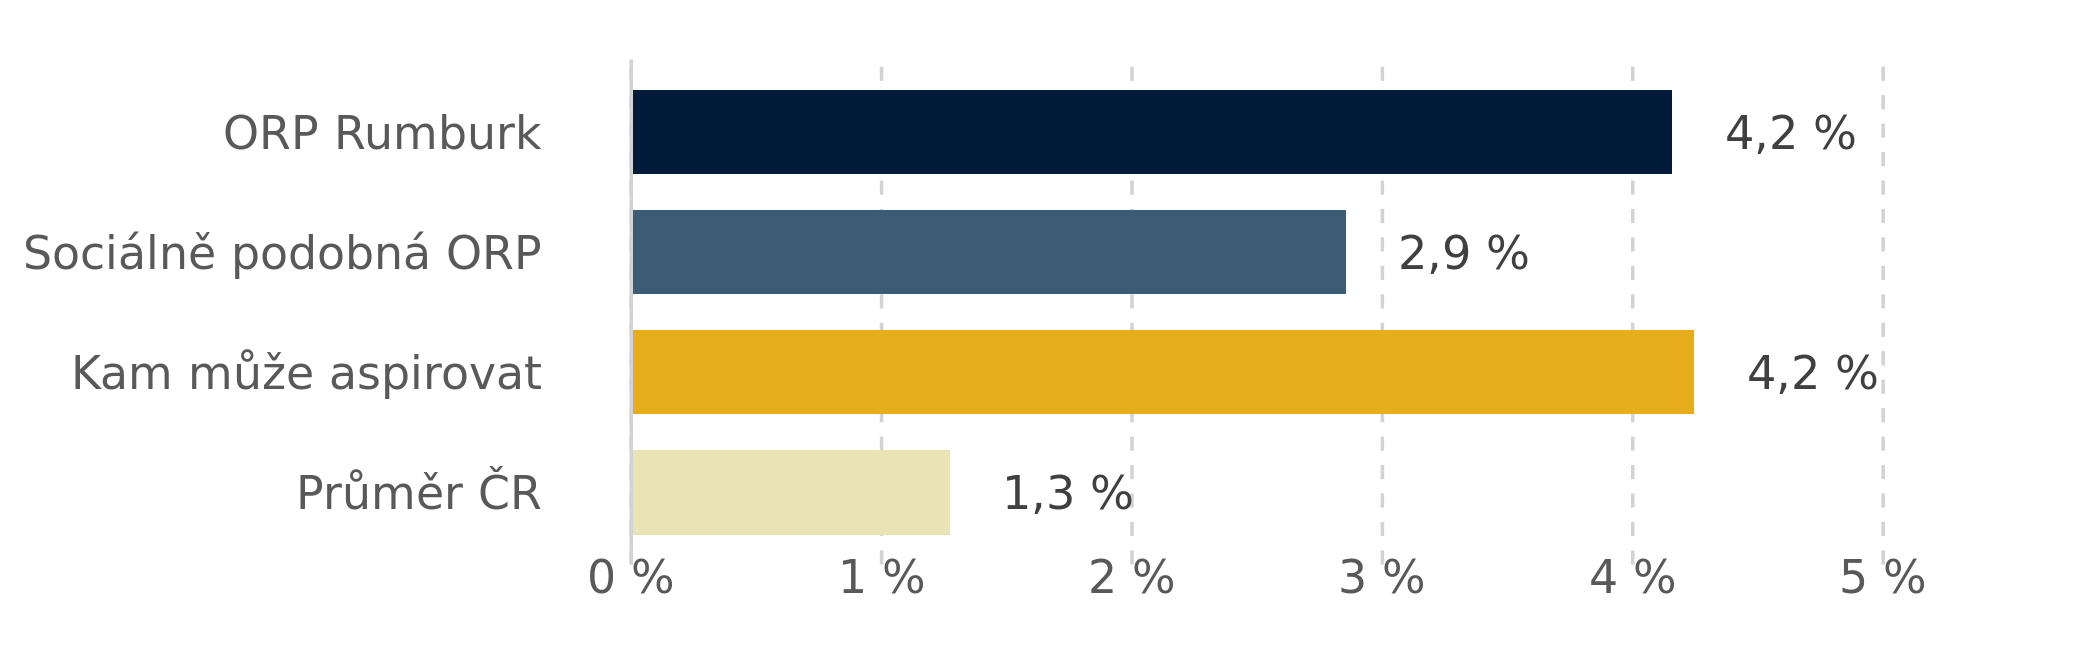 ORP Rumburk 4,2 %
Sociálně podobná ORP 2,9 %
Kam může aspirovat 4,2 %
Průměr ČR 1,3 %
0 % 1 % 2 % 3 % 4 % 5 %